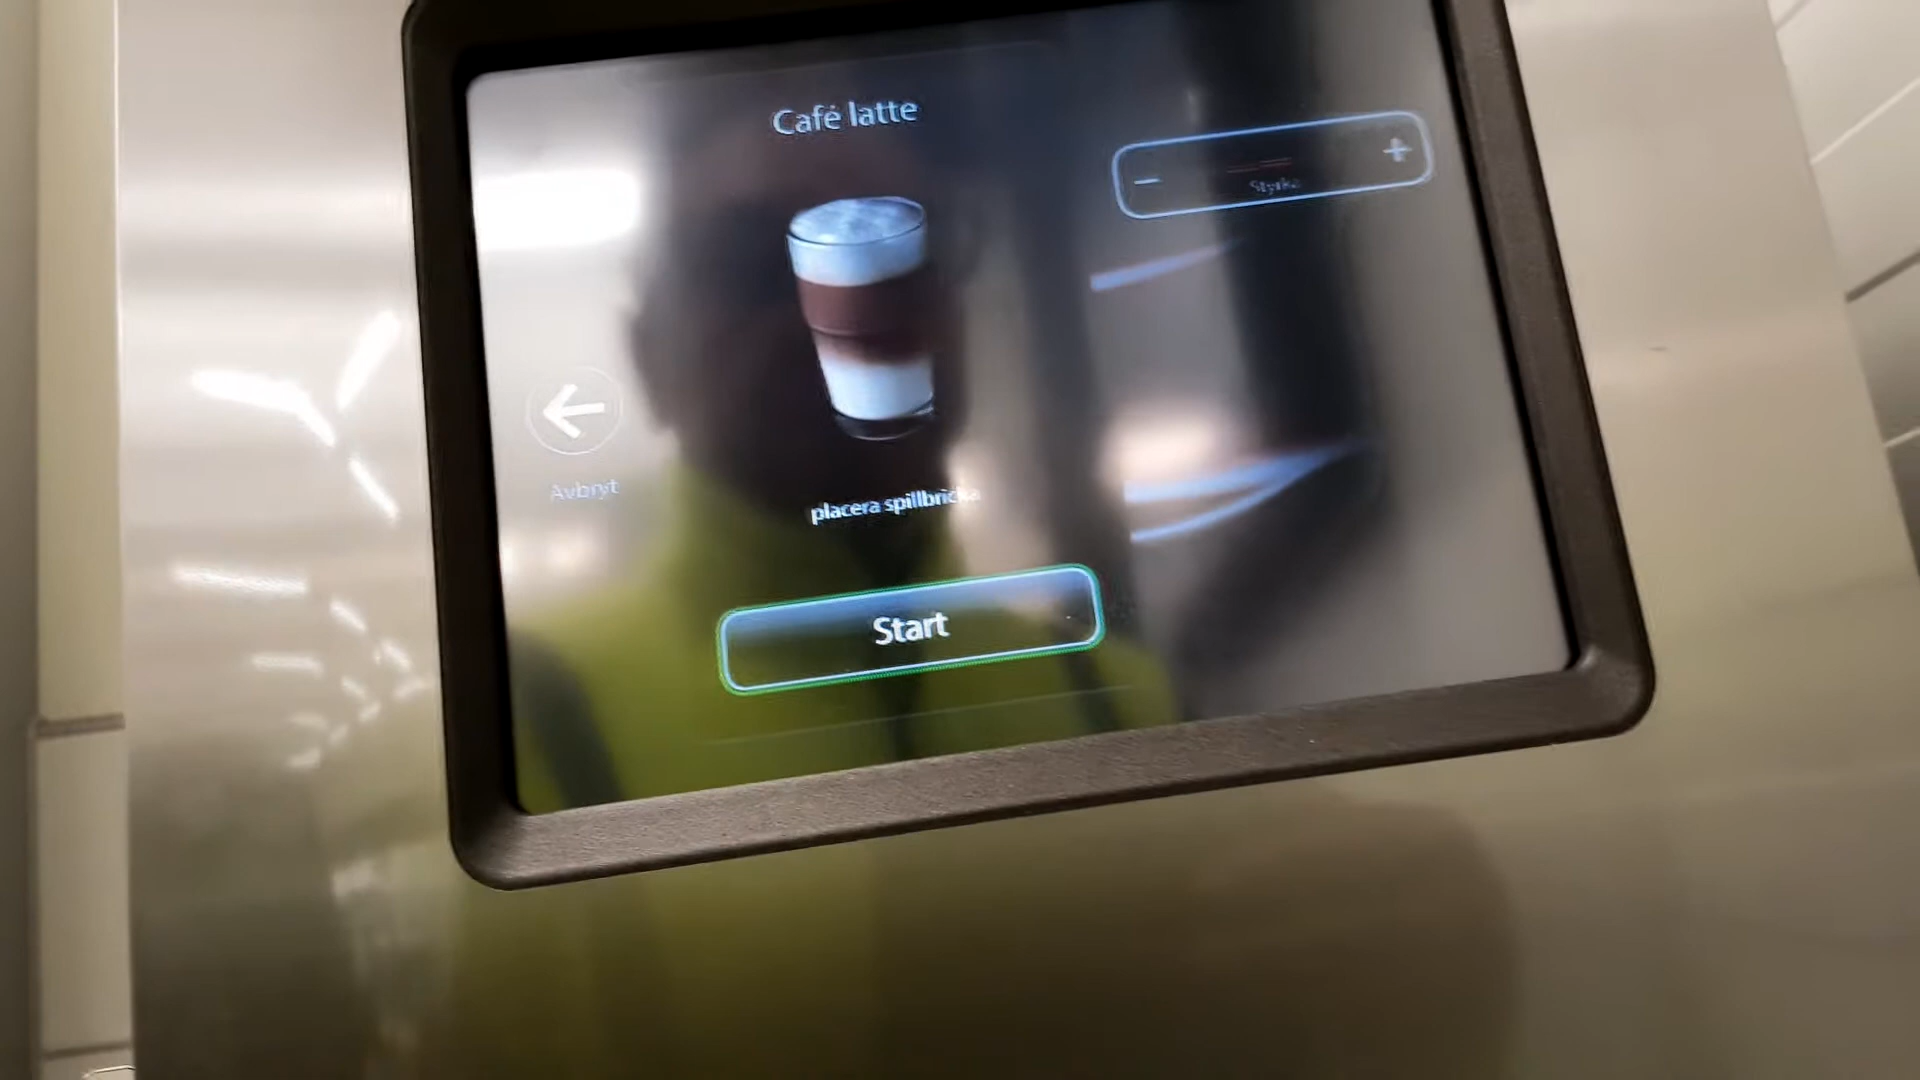 Café latte
- +
Styrka
Avbryt
placera spillbricka
Start